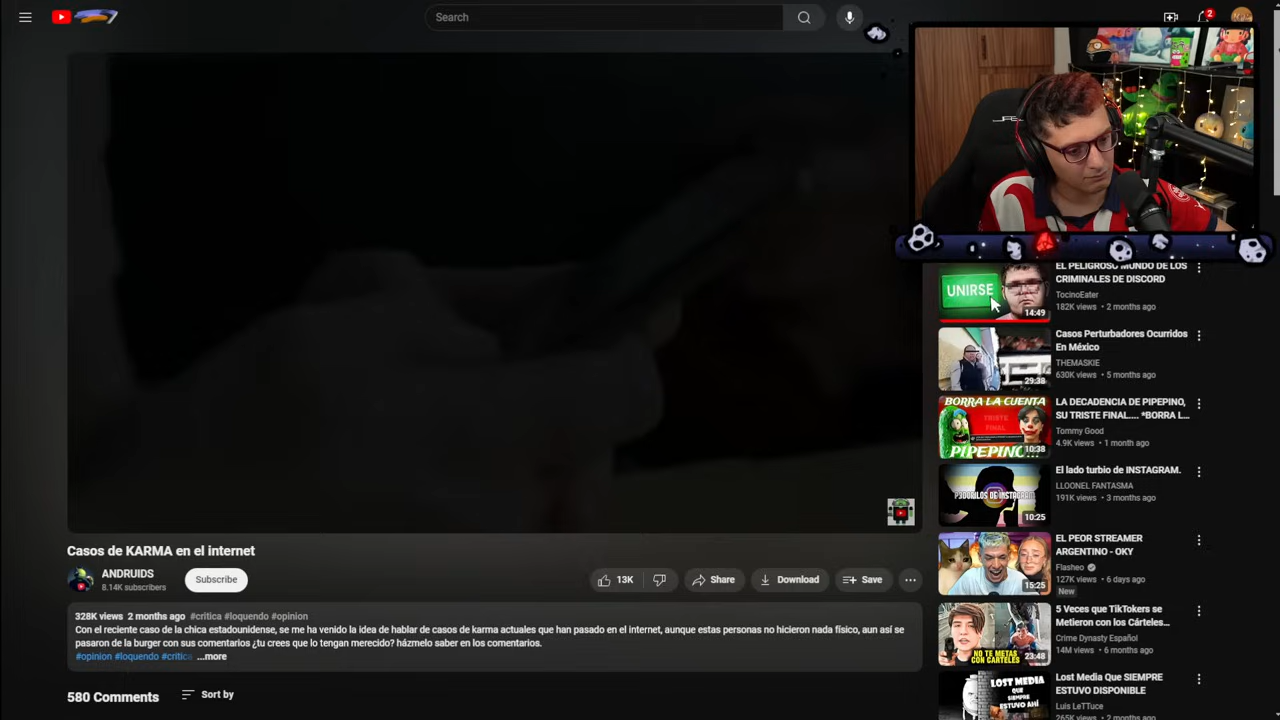 Search
2
EL PELIGROSO MUNDO DE LOS
CRIMINALES DE DISCORD
TocinoEater
182K views • 2 months ago
UNIRSE
14:49
Casos Perturbadores Ocurridos
En México
THEMASKIE
630K views • 5 months ago
29:38
LA DECADENCIA DE PIPEPINO,
SU TRISTE FINAL.... *BORRA L...
Tommy Good
4.9K views • 1 month ago
BORRA LA CUENTA
TRISTE
FINAL
PIPEPINO...
10:38
El lado turbio de INSTAGRAM.
LLOONEL FANTASMA
191K views • 3 months ago
P3DORILOS DE INSTAGRAM
10:25
EL PEOR STREAMER
ARGENTINO - OKY
Flasheo
127K views • 6 days ago
New
15:25
5 Veces que TikTokers se
Metieron con los Cárteles...
Crime Dynasty Español
14M views • 6 months ago
NO TE METAS
CON CARTELES
23:48
Lost Media Que SIEMPRE
ESTUVO DISPONIBLE
Luis LeTTuce
265K views • 2 months ago
LOST MEDIA
QUE
SIEMPRE
ESTUVO
Casos de KARMA en el internet
ANDRUIDS
8.14K subscribers
Subscribe
13K
Share
Download
Save
328K views 2 months ago #critica #loquendo #opinion
Con el reciente caso de la chica estadounidense, se me ha venido la idea de hablar de casos de karma actuales que han pasado en el internet, aunque estas personas no hicieron nada físico, aun así se
pasaron de la burger con sus comentarios ¿tu crees que lo tengan merecido? házmelo saber en los comentarios.
#opinion #loquendo #critica ...more
580 Comments
Sort by